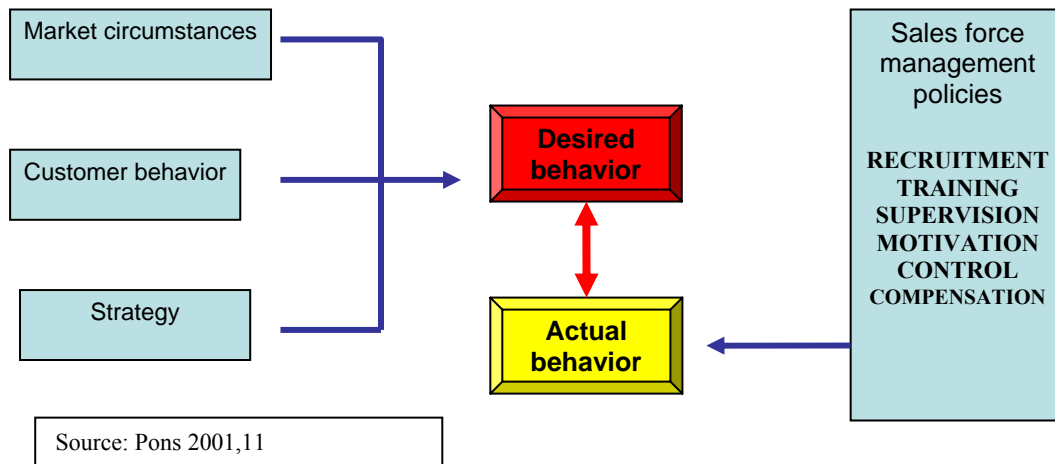 Market circumstances
Customer behavior
Strategy
Desired
behavior
Actual
behavior
Sales force
management
policies
RECRUITMENT
TRAINING
SUPERVISION
MOTIVATION
CONTROL
COMPENSATION
Source: Pons 2001,11